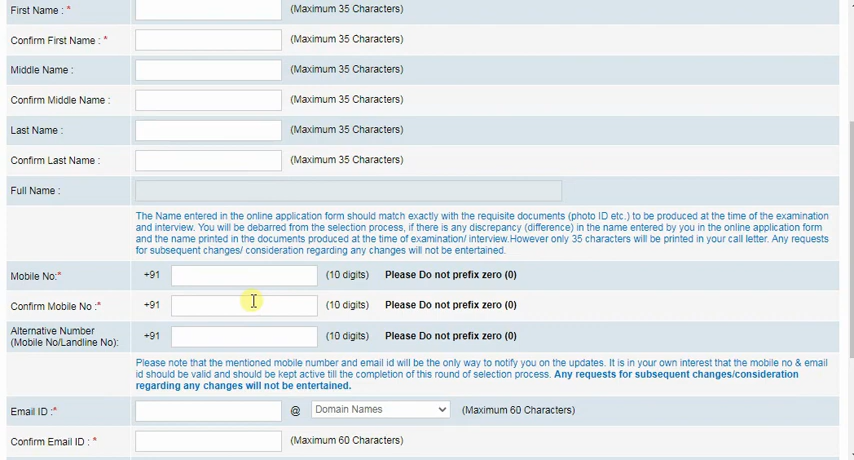 First Name : * (Maximum 35 Characters)
Confirm First Name : * (Maximum 35 Characters)
Middle Name : (Maximum 35 Characters)
Confirm Middle Name : (Maximum 35 Characters)
Last Name : (Maximum 35 Characters)
Confirm Last Name : (Maximum 35 Characters)
Full Name :
The Name entered in the online application form should match exactly with the requisite documents (photo ID etc.) to be produced at the time of the examination
and interview. You will be debarred from the selection process, if there is any discrepancy (difference) in the name entered by you in the online application form
and the name printed in the documents produced at the time of examination/ interview.However only 35 characters will be printed in your call letter. Any requests
for subsequent changes/ consideration regarding any changes will not be entertained.
Mobile No:* +91 (10 digits) Please Do not prefix zero (0)
Confirm Mobile No :* +91 (10 digits) Please Do not prefix zero (0)
Alternative Number
(Mobile No/Landline No): +91 (10 digits) Please Do not prefix zero (0)
Please note that the mentioned mobile number and email id will be the only way to notify you on the updates. It is in your own interest that the mobile no & email
id should be valid and should be kept active till the completion of this round of selection process. Any requests for subsequent changes/consideration
regarding any changes will not be entertained.
Email ID :* @ Domain Names (Maximum 60 Characters)
Confirm Email ID : * (Maximum 60 Characters)